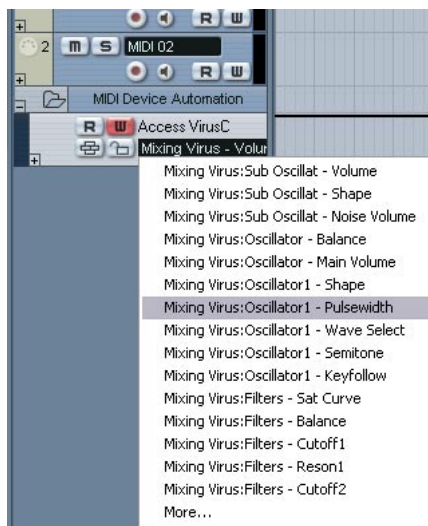 R W
2 m S MIDI 02
R W
MIDI Device Automation
R W Access VirusC
Mixing Virus - Volur
Mixing Virus:Sub Oscillat - Volume
Mixing Virus:Sub Oscillat - Shape
Mixing Virus:Sub Oscillat - Noise Volume
Mixing Virus:Oscillator - Balance
Mixing Virus:Oscillator - Main Volume
Mixing Virus:Oscillator1 - Shape
Mixing Virus:Oscillator1 - Pulsewidth
Mixing Virus:Oscillator1 - Wave Select
Mixing Virus:Oscillator1 - Semitone
Mixing Virus:Oscillator1 - Keyfollow
Mixing Virus:Filters - Sat Curve
Mixing Virus:Filters - Balance
Mixing Virus:Filters - Cutoff1
Mixing Virus:Filters - Reson1
Mixing Virus:Filters - Cutoff2
More...